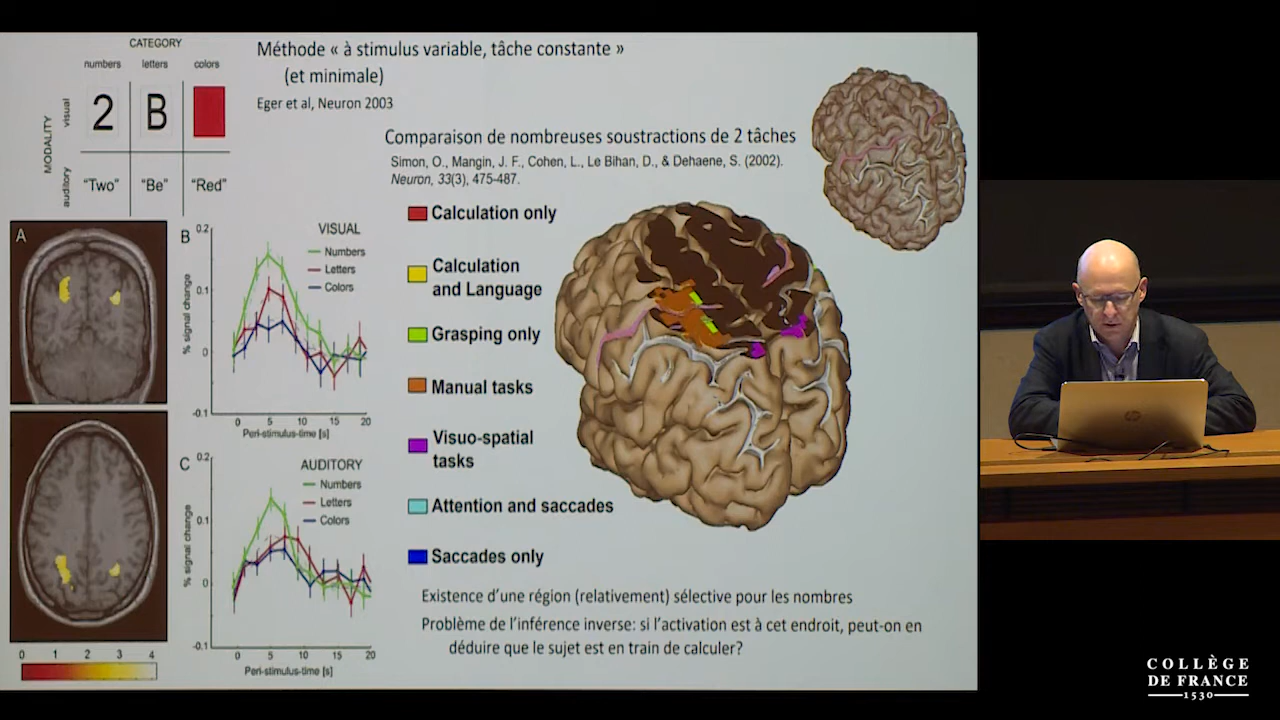 CATEGORY
numbers letters colors
MODALITY
visual
auditory
2 B
"Two" "Be" "Red"
Méthode « à stimulus variable, tâche constante »
(et minimale)
Eger et al, Neuron 2003
Comparaison de nombreuses soustractions de 2 tâches
Simon, O., Mangin, J. F., Cohen, L., Le Bihan, D., & Dehaene, S. (2002).
Neuron, 33(3), 475-487.
A
B
VISUAL
Numbers
Letters
Colors
% signal change
0.2
0.1
0
-0.1
0 5 10 15 20
Peri-stimulus-time [s]
C
AUDITORY
Numbers
Letters
Colors
% signal change
0.2
0.1
0
-0.1
0 5 10 15 20
Peri-stimulus-time [s]
0 1 2 3 4
Calculation only
Calculation
and Language
Grasping only
Manual tasks
Visuo-spatial
tasks
Attention and saccades
Saccades only
Existence d'une région (relativement) sélective pour les nombres
Problème de l'inférence inverse: si l'activation est à cet endroit, peut-on en
déduire que le sujet est en train de calculer?
hp
COLLÈGE
DE FRANCE
1530